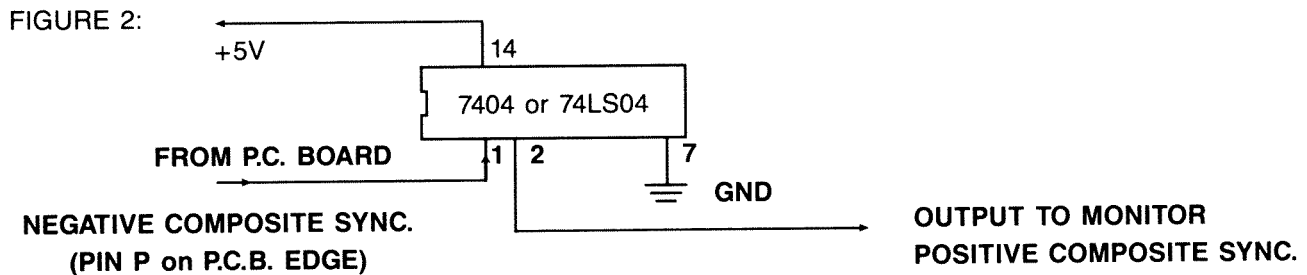 FIGURE 2:
+5V
14
7404 or 74LS04
FROM P.C. BOARD
1
2
7
GND
NEGATIVE COMPOSITE SYNC.
(PIN P on P.C.B. EDGE)
OUTPUT TO MONITOR
POSITIVE COMPOSITE SYNC.